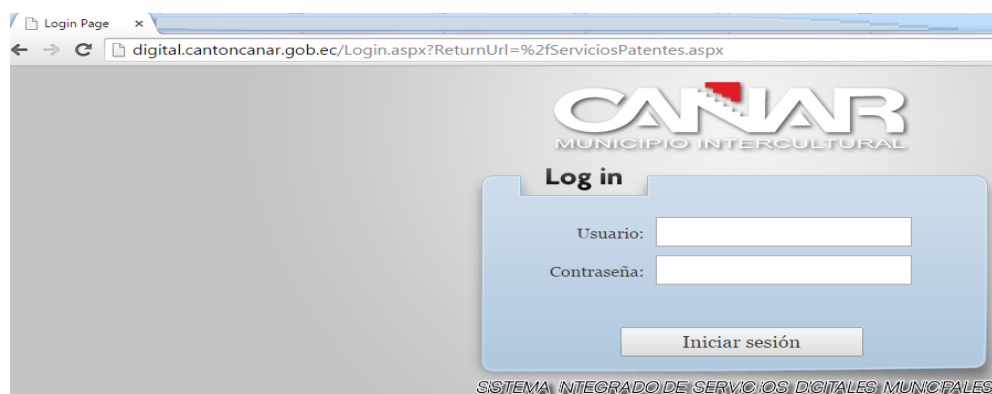 Login Page
digital.cantoncanar.gob.ec/Login.aspx?ReturnUrl=%2fServiciosPatentes.aspx
CAÑAR
MUNICIPIO INTERCULTURAL
Log in
Usuario:
Contraseña:
Iniciar sesión
SISTEMA INTEGRADO DE SERVICIOS DIGITALES MUNICIPALES